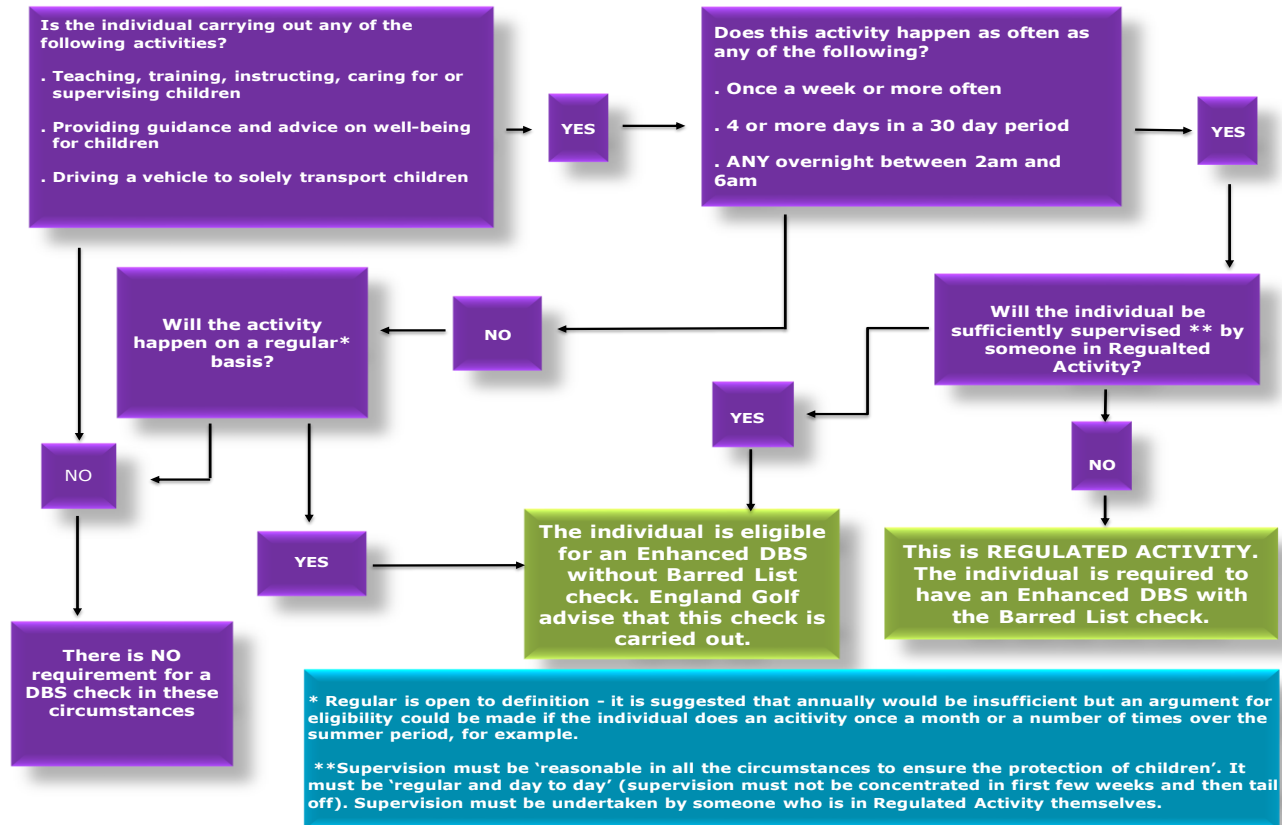 Is the individual carrying out any of the
following activities?
. Teaching, training, instructing, caring for or
supervising children
. Providing guidance and advice on well-being
for children
. Driving a vehicle to solely transport children
YES
Does this activity happen as often as
any of the following?
. Once a week or more often
. 4 or more days in a 30 day period
. ANY overnight between 2am and
6am
YES
Will the activity
happen on a regular*
basis?
NO
Will the individual be
sufficiently supervised ** by
someone in Regualted
Activity?
YES
NO
NO
YES
The individual is eligible
for an Enhanced DBS
without Barred List
check. England Golf
advise that this check is
carried out.
This is REGULATED ACTIVITY.
The individual is required to
have an Enhanced DBS with
the Barred List check.
There is NO
requirement for a
DBS check in these
circumstances
* Regular is open to definition - it is suggested that annually would be insufficient but an argument for
eligibility could be made if the individual does an acitivity once a month or a number of times over the
summer period, for example.
**Supervision must be ‘reasonable in all the circumstances to ensure the protection of children’. It
must be ‘regular and day to day’ (supervision must not be concentrated in first few weeks and then tail
off). Supervision must be undertaken by someone who is in Regulated Activity themselves.